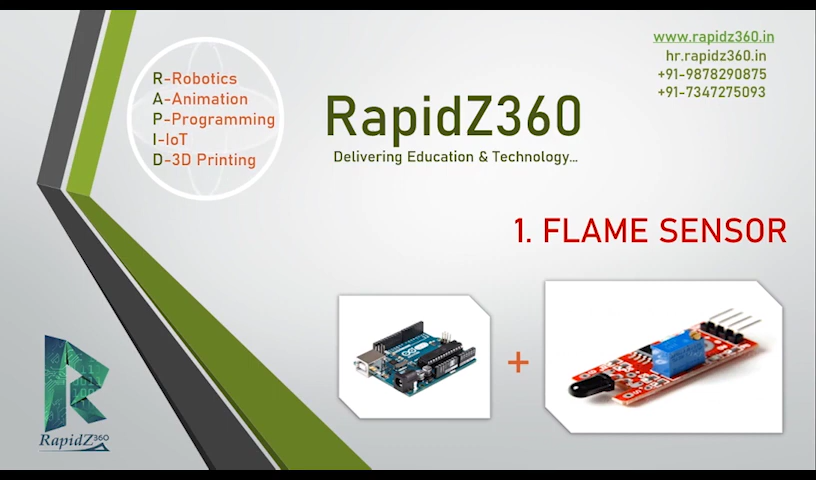 R-Robotics
A-Animation
P-Programming
I-IoT
D-3D Printing
RapidZ360
Delivering Education & Technology...
www.rapidz360.in
hr.rapidz360.in
+91-9878290875
+91-7347275093
1. FLAME SENSOR
+
RapidZ360